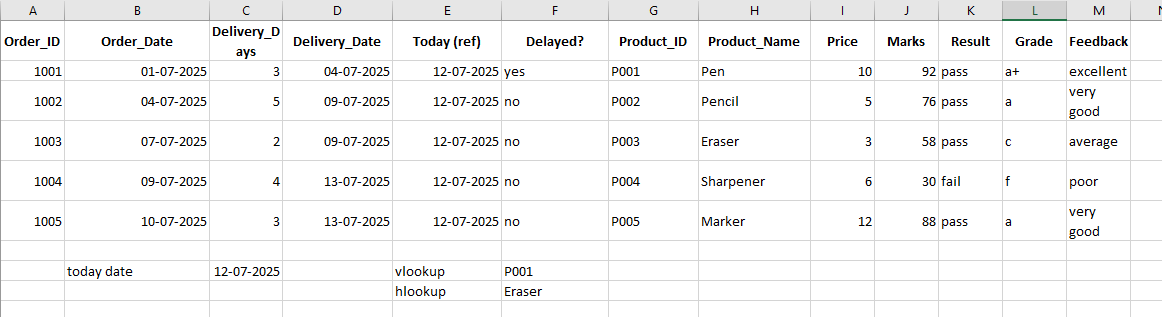 A B C D E F G H I J K L M
Order_ID Order_Date Delivery_D
ays Delivery_Date Today (ref) Delayed? Product_ID Product_Name Price Marks Result Grade Feedback
1001 01-07-2025 3 04-07-2025 12-07-2025 yes P001 Pen 10 92 pass a+ excellent
1002 04-07-2025 5 09-07-2025 12-07-2025 no P002 Pencil 5 76 pass a very
good
1003 07-07-2025 2 09-07-2025 12-07-2025 no P003 Eraser 3 58 pass c average
1004 09-07-2025 4 13-07-2025 12-07-2025 no P004 Sharpener 6 30 fail f poor
1005 10-07-2025 3 13-07-2025 12-07-2025 no P005 Marker 12 88 pass a very
good
today date 12-07-2025 vlookup P001
hlookup Eraser